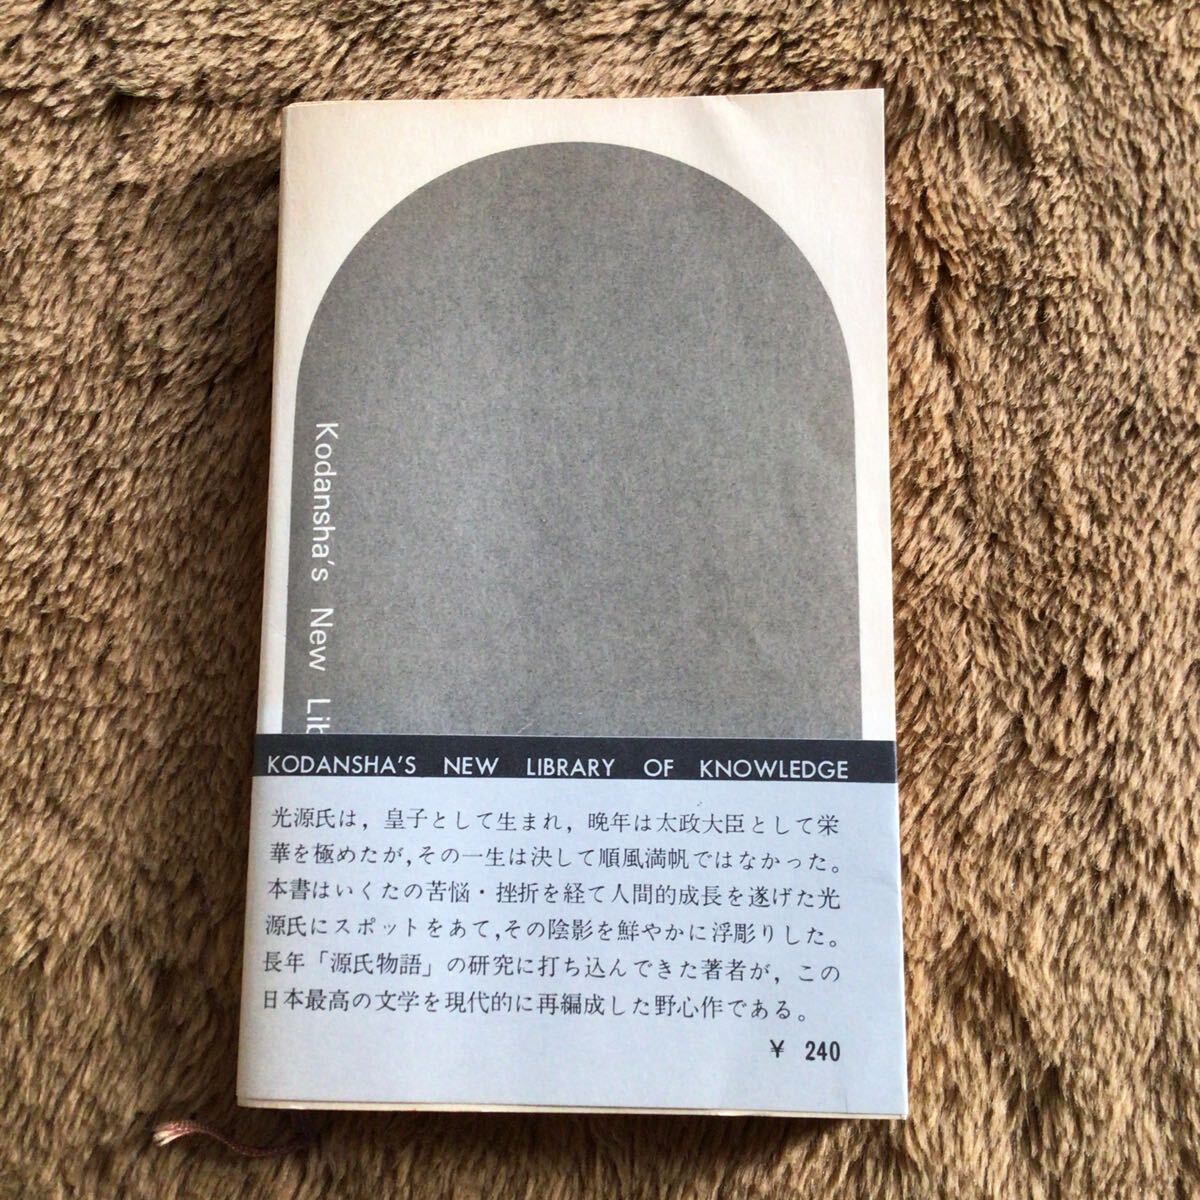 Kodansha's New Lib
KODANSHA'S NEW LIBRARY OF KNOWLEDGE
光源氏は，皇子として生まれ，晩年は太政大臣として栄
華を極めたが，その一生は決して順風満帆ではなかった。
本書はいくたの苦悩・挫折を経て人間的成長を遂げた光
源氏にスポットをあて，その陰影を鮮やかに浮彫りした。
長年「源氏物語」の研究に打ち込んできた著者が，この
日本最高の文学を現代的に再編成した野心作である。
¥ 240